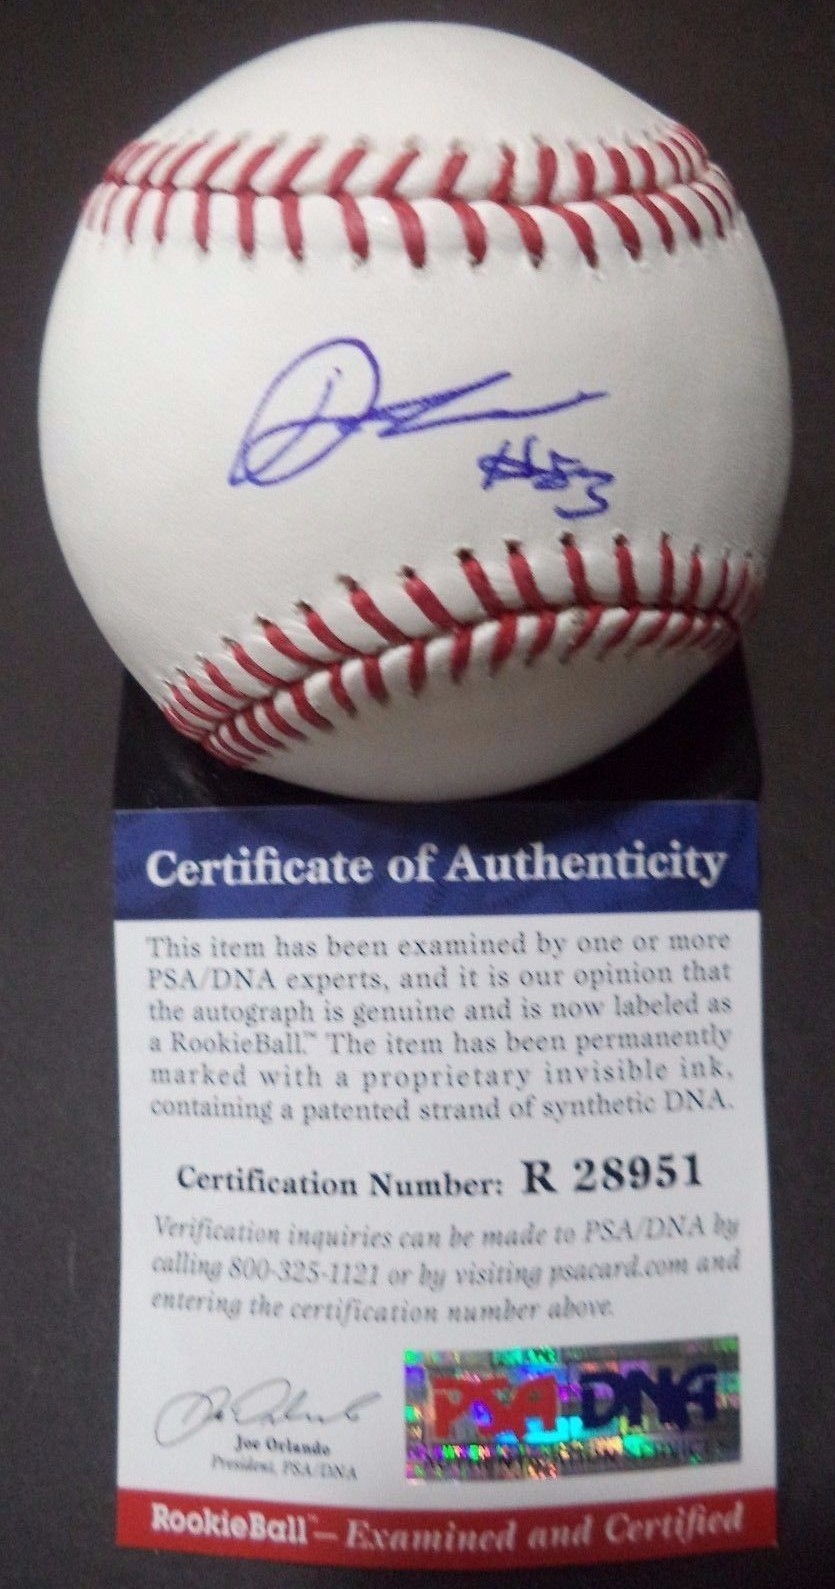 #53
Certificate of Authenticity
This item has been examined by one or more
PSA/DNA experts, and it is our opinion that
the autograph is genuine and is now labeled as
a RookieBall.™ The item has been permanently
marked with a proprietary invisible ink,
containing a patented strand of synthetic DNA.
Certification Number: R 28951
Verification inquiries can be made to PSA/DNA by
calling 800-325-1121 or by visiting psacard.com and
entering the certification number above.
Joe Orlando
President, PSA/DNA
PSA DNA
AUTHENTICATION SERVICES
RookieBall™ — Examined and Certified